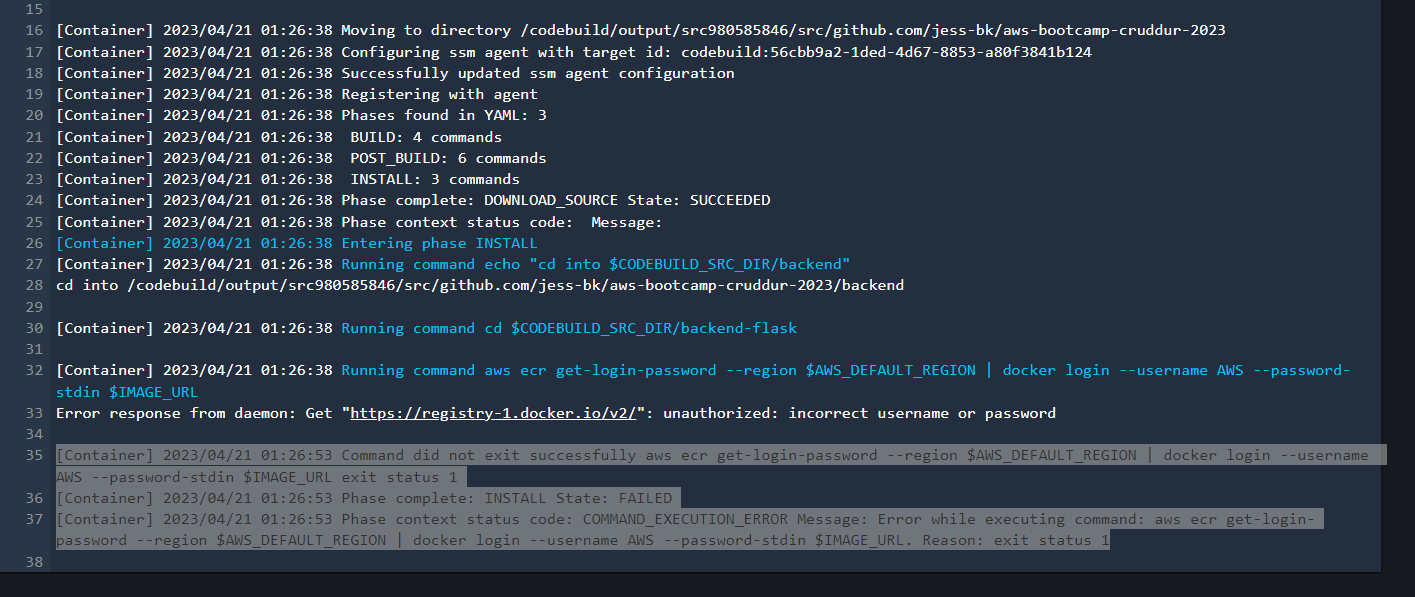 15
16 [Container] 2023/04/21 01:26:38 Moving to directory /codebuild/output/src980585846/src/github.com/jess-bk/aws-bootcamp-cruddur-2023
17 [Container] 2023/04/21 01:26:38 Configuring ssm agent with target id: codebuild:56cbb9a2-1ded-4d67-8853-a80f3841b124
18 [Container] 2023/04/21 01:26:38 Successfully updated ssm agent configuration
19 [Container] 2023/04/21 01:26:38 Registering with agent
20 [Container] 2023/04/21 01:26:38 Phases found in YAML: 3
21 [Container] 2023/04/21 01:26:38  BUILD: 4 commands
22 [Container] 2023/04/21 01:26:38  POST_BUILD: 6 commands
23 [Container] 2023/04/21 01:26:38  INSTALL: 3 commands
24 [Container] 2023/04/21 01:26:38 Phase complete: DOWNLOAD_SOURCE State: SUCCEEDED
25 [Container] 2023/04/21 01:26:38 Phase context status code:  Message:
26 [Container] 2023/04/21 01:26:38 Entering phase INSTALL
27 [Container] 2023/04/21 01:26:38 Running command echo "cd into $CODEBUILD_SRC_DIR/backend"
28 cd into /codebuild/output/src980585846/src/github.com/jess-bk/aws-bootcamp-cruddur-2023/backend
29
30 [Container] 2023/04/21 01:26:38 Running command cd $CODEBUILD_SRC_DIR/backend-flask
31
32 [Container] 2023/04/21 01:26:38 Running command aws ecr get-login-password --region $AWS_DEFAULT_REGION | docker login --username AWS --password-
stdin $IMAGE_URL
33 Error response from daemon: Get "https://registry-1.docker.io/v2/": unauthorized: incorrect username or password
34
35 [Container] 2023/04/21 01:26:53 Command did not exit successfully aws ecr get-login-password --region $AWS_DEFAULT_REGION | docker login --username
AWS --password-stdin $IMAGE_URL exit status 1
36 [Container] 2023/04/21 01:26:53 Phase complete: INSTALL State: FAILED
37 [Container] 2023/04/21 01:26:53 Phase context status code: COMMAND_EXECUTION_ERROR Message: Error while executing command: aws ecr get-login-
password --region $AWS_DEFAULT_REGION | docker login --username AWS --password-stdin $IMAGE_URL. Reason: exit status 1
38